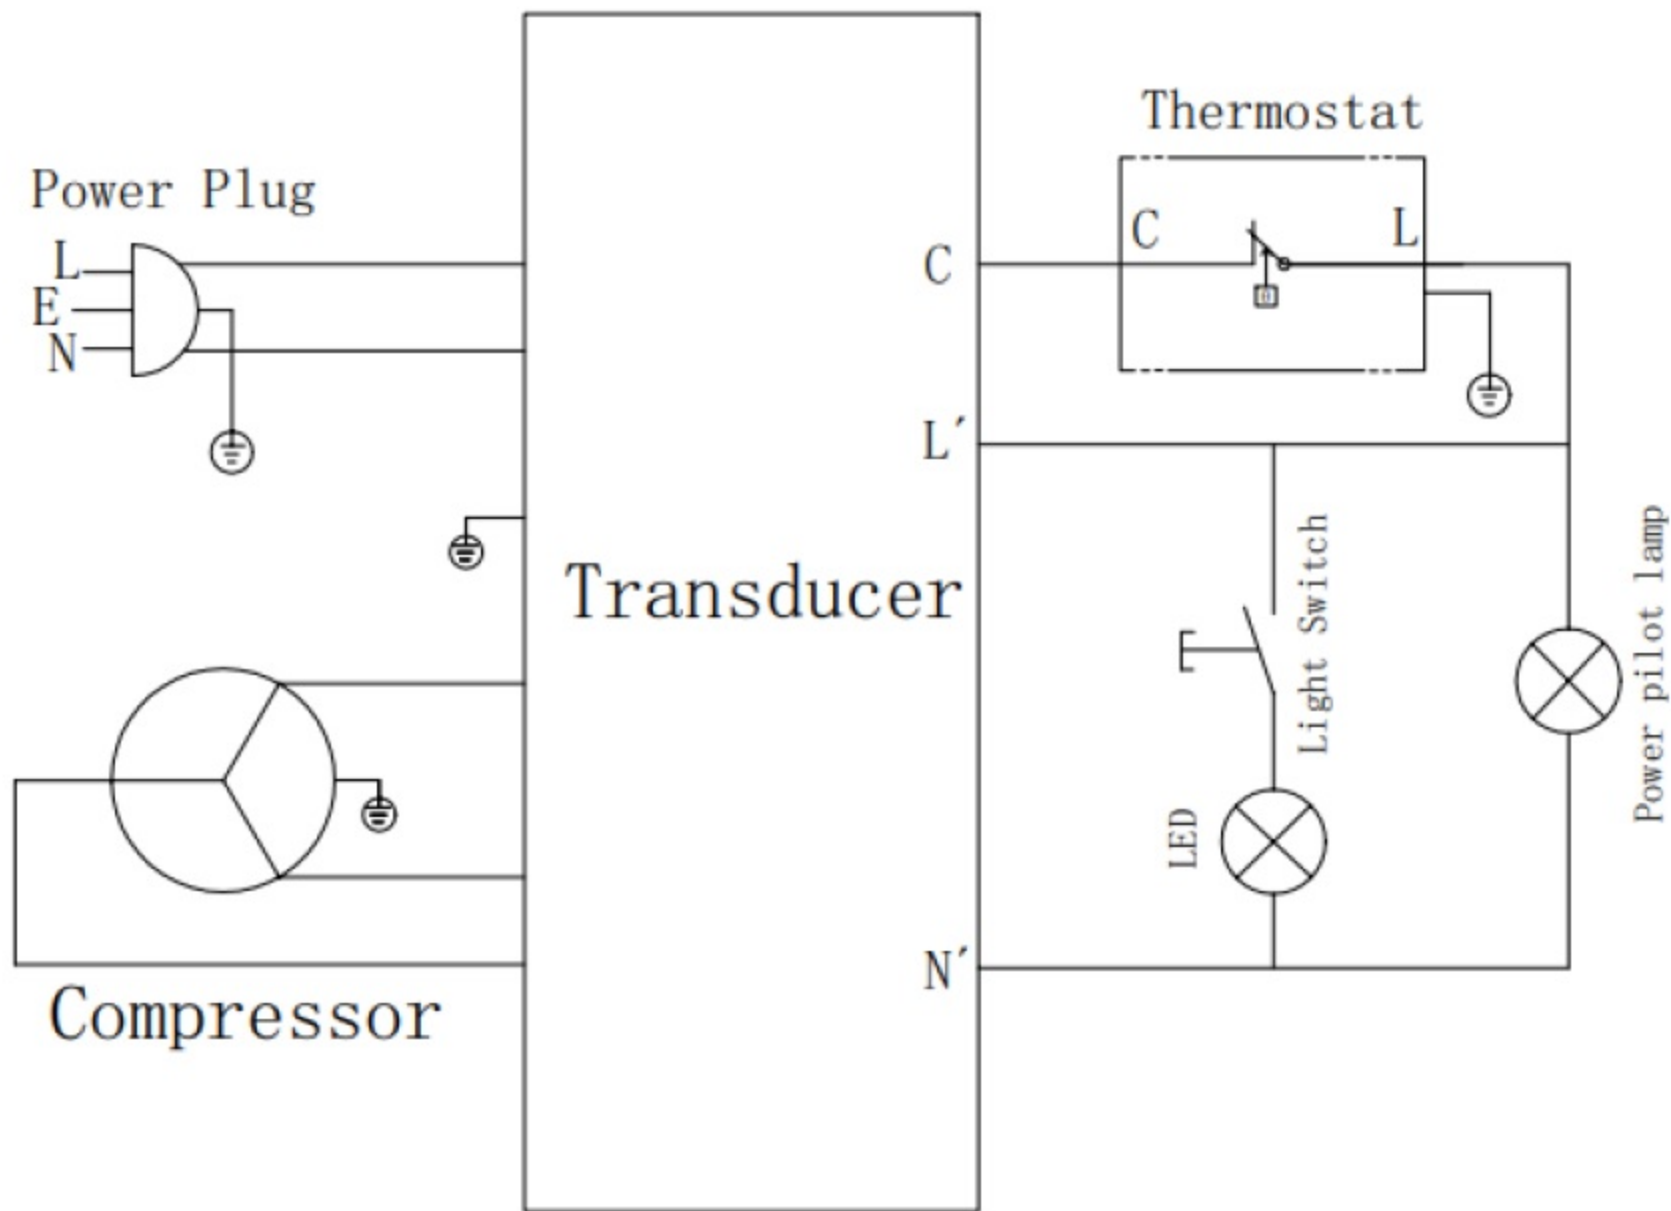 Thermostat
Power Plug
C
L
L
C
E
N
L′
Transducer
Light Switch
Power pilot lamp
LED
N′
Compressor